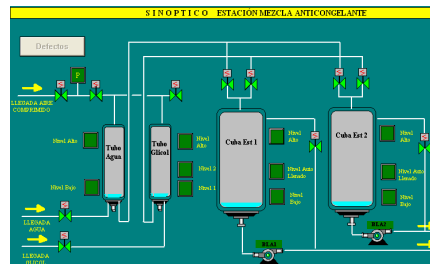 SINOPTICO ESTACIÓN MEZCLA ANTICONGELANTE
Defectos
P
LLEGADA AIRE
COMPRIMIDO
Nivel Alto
Tubo
Agua
Nivel Bajo
Tubo
Glicol
Nivel
Alto
Nivel 2
Nivel 1
Cuba Est 1
Nivel
Alto
Nivel Auto
Llenado
Nivel
Bajo
Cuba Est 2
Nivel
Alto
Nivel Auto
Llenado
Nivel
Bajo
LLEGADA
AGUA
LLEGADA
GLICOL